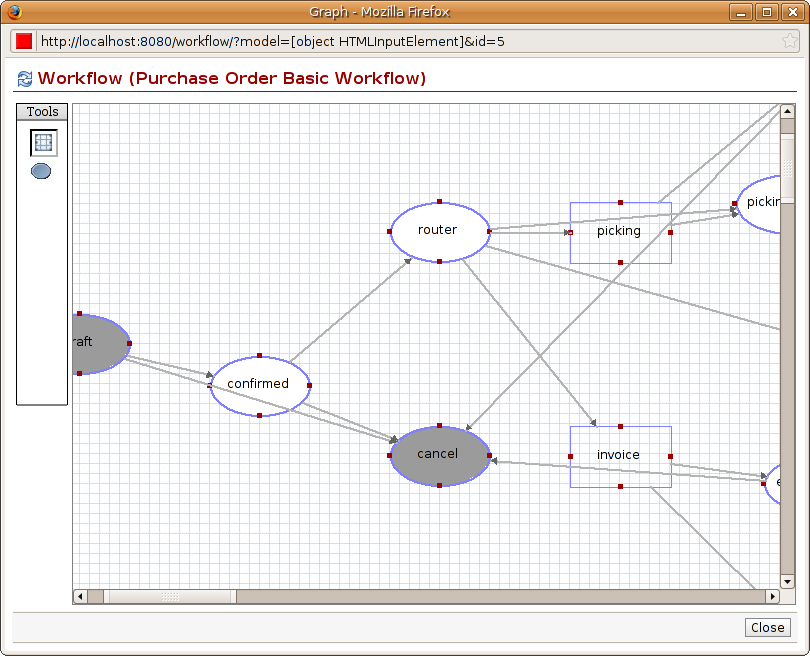 Graph - Mozilla Firefox
http://localhost:8080/workflow/?model=[object HTMLInputElement]&id=5
Workflow (Purchase Order Basic Workflow)
Tools
router
picking
pickin
raft
confirmed
cancel
invoice
e
Close